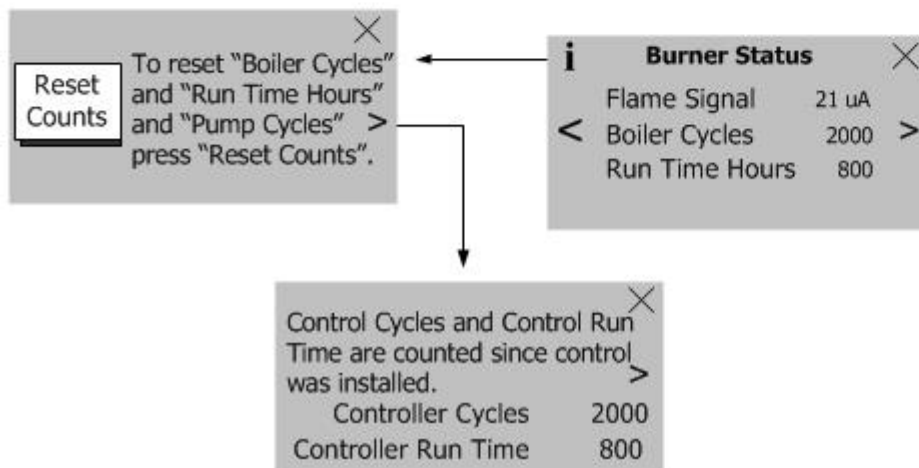 Reset
Counts
To reset “Boiler Cycles”
and “Run Time Hours”
and “Pump Cycles” >
press “Reset Counts”.
i Burner Status
Flame Signal 21 uA
< Boiler Cycles 2000 >
Run Time Hours 800
Control Cycles and Control Run
Time are counted since control
was installed. >
Controller Cycles 2000
Controller Run Time 800